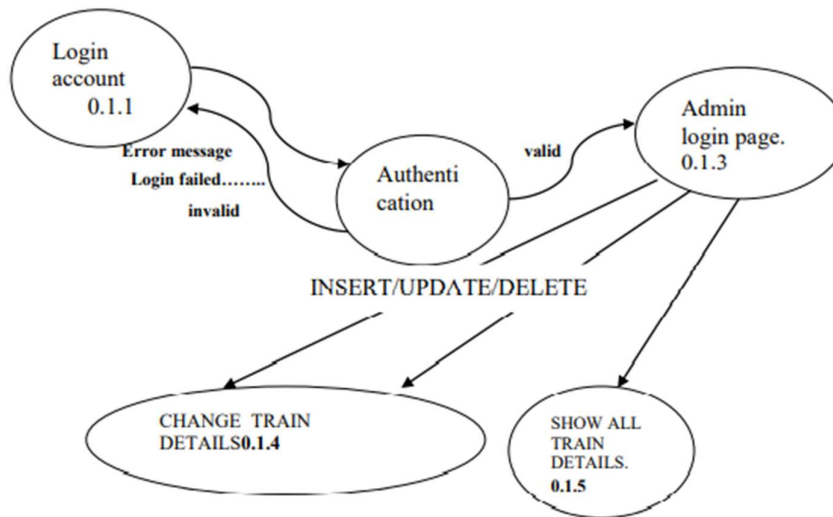 Login
account
0.1.1
Admin
login page.
0.1.3
Error message
Login failed……..
invalid
valid
Authenti
cation
INSERT/UPDATE/DELETE
CHANGE TRAIN
DETAILS0.1.4
SHOW ALL
TRAIN
DETAILS.
0.1.5